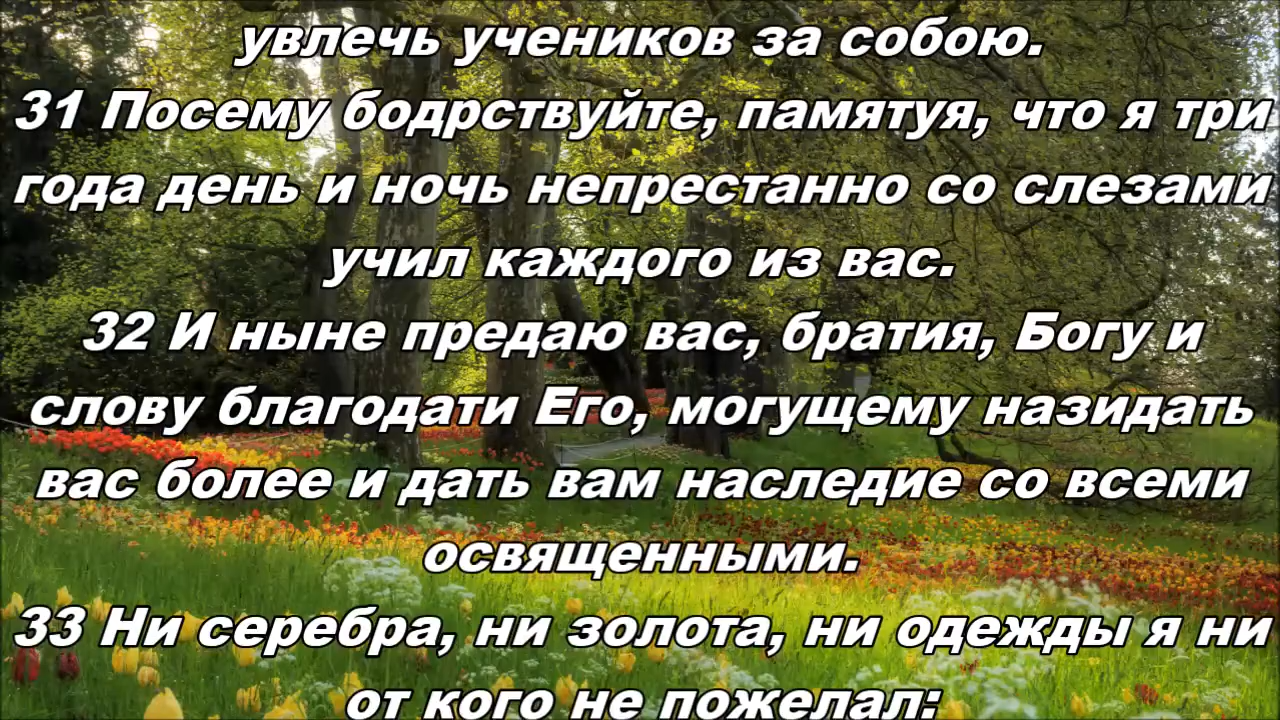 увлечь учеников за собою.
31 Посему бодрствуйте, памятуя, что я три
года день и ночь непрестанно со слезами
учил каждого из вас.
32 И ныне предаю вас, братия, Богу и
слову благодати Его, могущему назидать
вас более и дать вам наследие со всеми
освященными.
33 Ни серебра, ни золота, ни одежды я ни
от кого не пожелал: